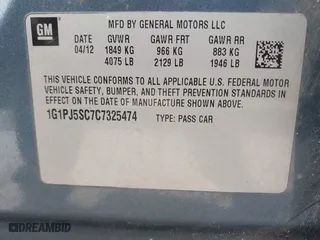 GM
MFD BY GENERAL MOTORS LLC
DATE GVWR GAWR FRT GAWR RR
04/12 1849 KG 966 KG 883 KG
4075 LB 2129 LB 1946 LB
THIS VEHICLE CONFORMS TO ALL APPLICABLE U.S. FEDERAL MOTOR
VEHICLE SAFETY, BUMPER, AND THEFT PREVENTION STANDARDS IN
EFFECT ON THE DATE OF MANUFACTURE SHOWN ABOVE.
1G1PJ5SC7C7325474 TYPE: PASS CAR
DREAMBID